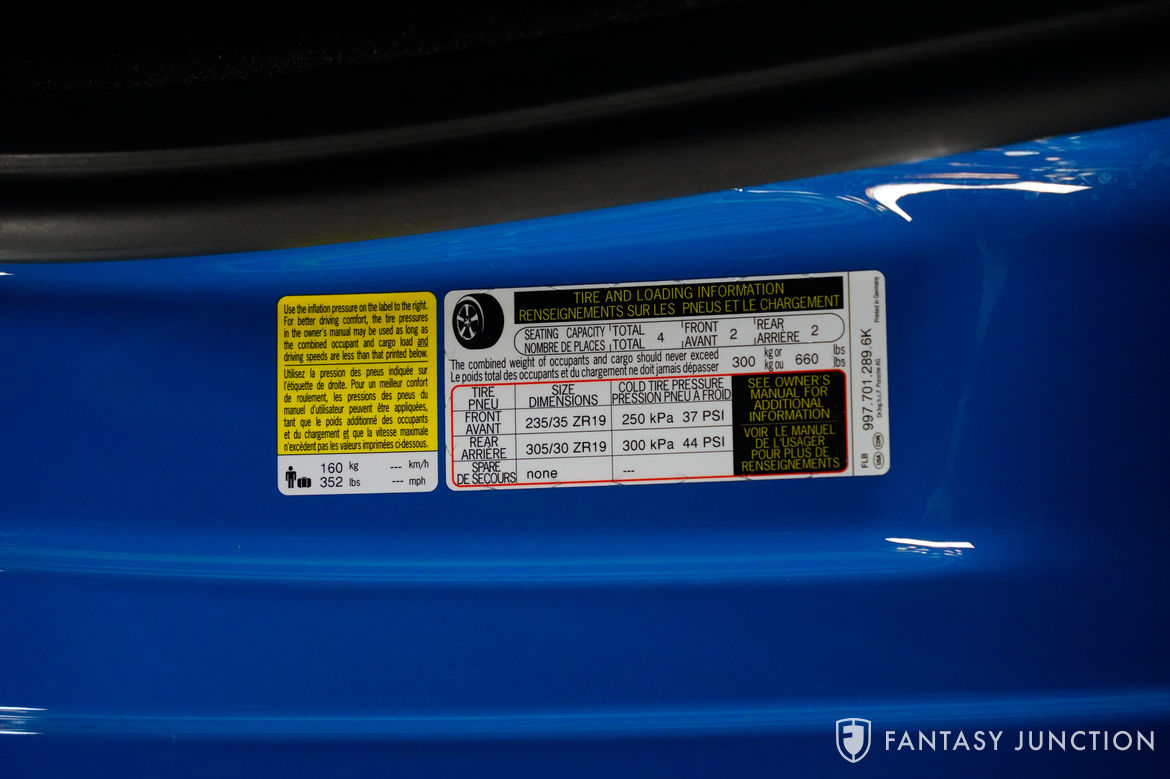 Use the inflation pressure on the label to the right.
For better driving comfort, the tire pressures
in the owner's manual may be used as long as
the combined occupant and cargo load and
driving speeds are less than that printed below.
Utilisez la pression des pneus indiquée sur
l'étiquette de droite. Pour un meilleur confort
de roulement, les pressions des pneus du
manuel d'utilisateur peuvent être appliquées,
tant que le poids additionné des occupants
et du chargement et que la vitesse maximale
n'excèdent pas les valeurs imprimées ci-dessous.
160 kg --- km/h
352 lbs --- mph
TIRE AND LOADING INFORMATION
RENSEIGNEMENTS SUR LES PNEUS ET LE CHARGEMENT
SEATING CAPACITY TOTAL 4 FRONT 2 REAR 2
NOMBRE DE PLACES TOTAL AVANT ARRIÈRE
The combined weight of occupants and cargo should never exceed 300 kg or 660 lbs
Le poids total des occupants et du chargement ne doit jamais dépasser kg ou lbs
TIRE SIZE COLD TIRE PRESSURE
PNEU DIMENSIONS PRESSION PNEU À FROID
FRONT
AVANT 235/35 ZR19 250 kPa 37 PSI
REAR
ARRIÈRE 305/30 ZR19 300 kPa 44 PSI
SPARE
DE SECOURS none ---
SEE OWNER'S
MANUAL FOR
ADDITIONAL
INFORMATION
VOIR LE MANUEL
DE L'USAGER
POUR PLUS DE
RENSEIGNEMENTS
FLB USA CDN
997.701.289.6K
Dr.Ing.h.c.F. Porsche AG
Printed in Germany
FANTASY JUNCTION